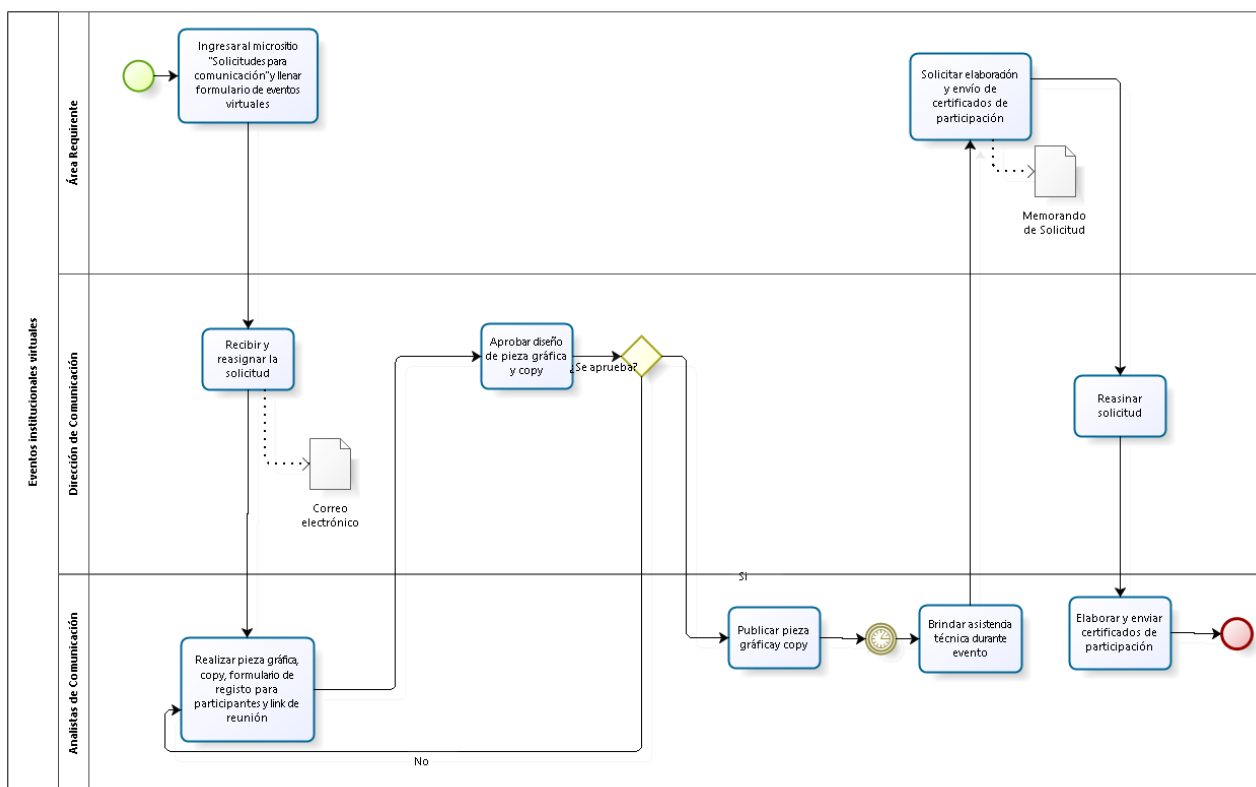 Eventos institucionales virtuales
Área Requirente
Ingresar al micrositio
"Solicitudes para
comunicación"y llenar
formulario de eventos
virtuales
Solicitar elaboración
y envío de
certificados de
participación
Memorando
de Solicitud
Dirección de Comunicación
Recibir y
reasignar la
solicitud
Correo
electrónico
Aprobar diseño
de pieza gráfica
y copy
¿Se aprueba?
Reasinar
solicitud
Analistas de Comunicación
Realizar pieza gráfica,
copy, formulario de
registo para
participantes y link de
reunión
No
Si
Publicar pieza
gráficay copy
Brindar asistencia
técnica durante
evento
Elaborar y enviar
certificados de
participación